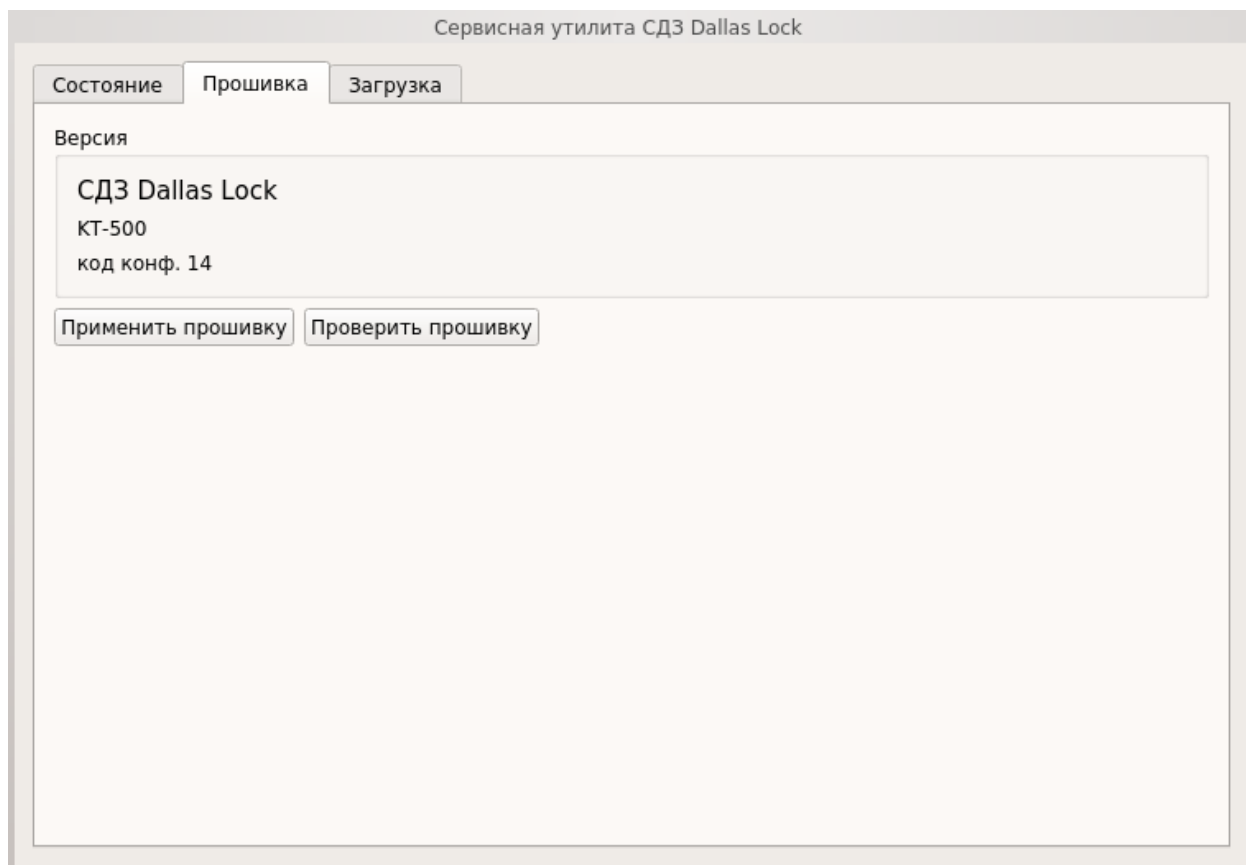 Сервисная утилита СДЗ Dallas Lock
Состояние Прошивка Загрузка
Версия
СДЗ Dallas Lock
КТ-500
код конф. 14
Применить прошивку Проверить прошивку